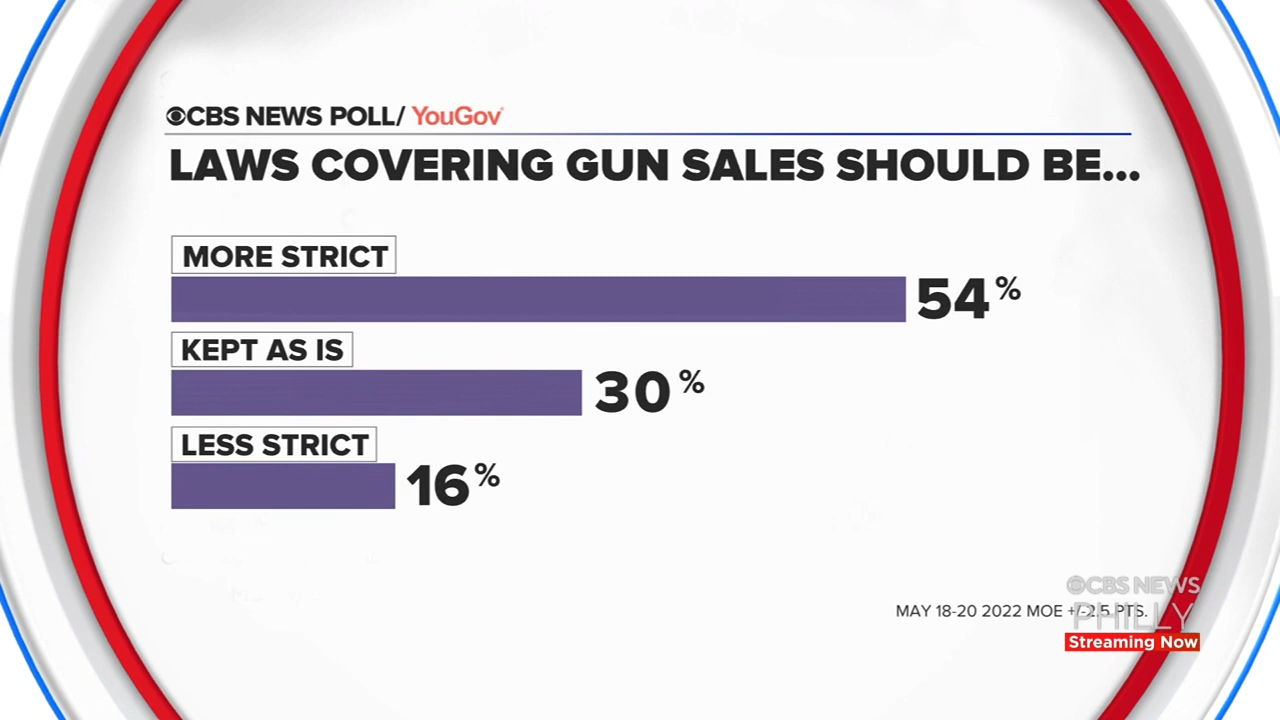 CBS NEWS POLL/ YouGov
LAWS COVERING GUN SALES SHOULD BE...
MORE STRICT
54%
KEPT AS IS
30%
LESS STRICT
16%
MAY 18-20 2022 MOE +/-2.5 PTS.
CBS NEWS
PHILLY
Streaming Now